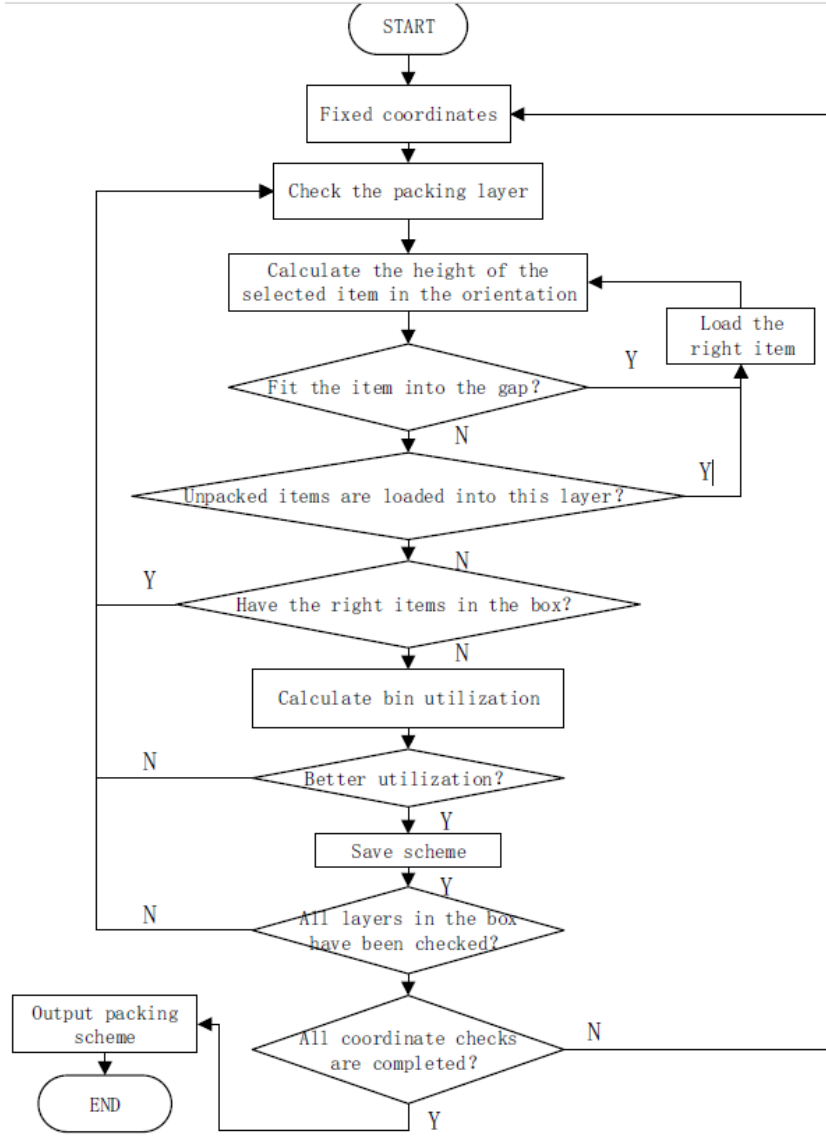 START
Fixed coordinates
Check the packing layer
Calculate the height of the
selected item in the orientation
Load the
right item
Fit the item into the gap?
Y
N
Unpacked items are loaded into this layer?
Y
N
Have the right items in the box?
Y
N
Calculate bin utilization
Better utilization?
N
Y
Save scheme
Y
All layers in the box
have been checked?
N
All coordinate checks
are completed?
N
Y
Output packing
scheme
END